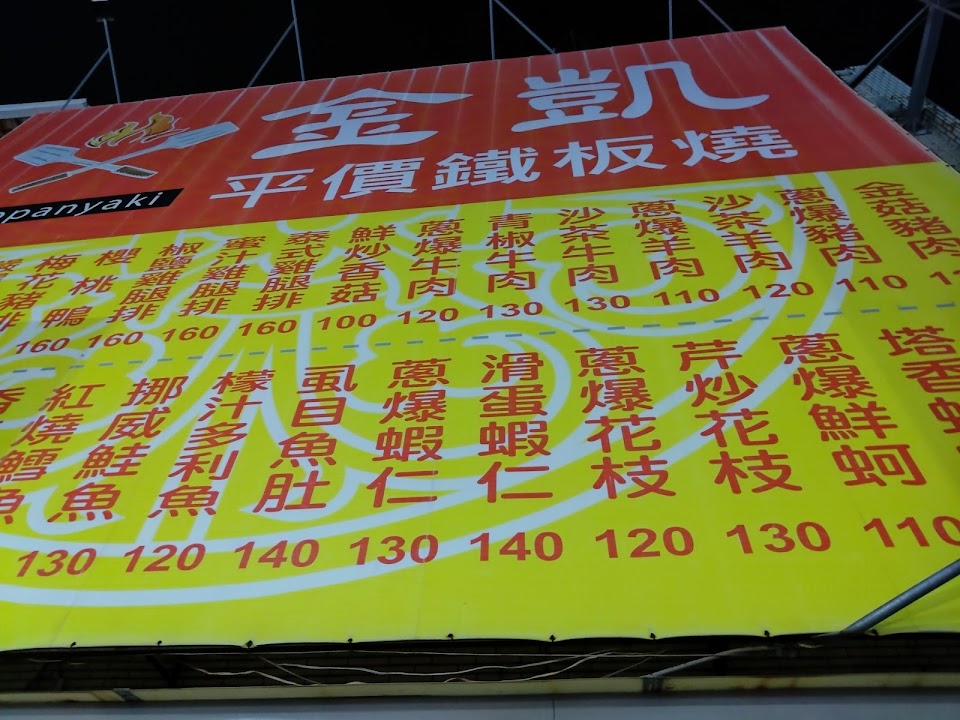 金凱
平價鐵板燒
panyaki
梅花豬排
櫻桃鴨 160
椒鹽雞腿排 160
蜜汁雞腿排 160
泰式雞腿排 160
鮮炒香菇 100
蔥爆牛肉 120
青椒牛肉 130
沙茶牛肉 130
蔥爆羊肉 110
沙茶羊肉 120
蔥爆豬肉 110
金菇豬肉
香
紅燒鱈魚
挪威鮭魚 130
檬汁多利魚 120
虱目魚肚 140
蔥爆蝦仁 130
滑蛋蝦仁 140
蔥爆花枝 120
芹炒花枝 130
蔥爆鮮蚵 110
塔香